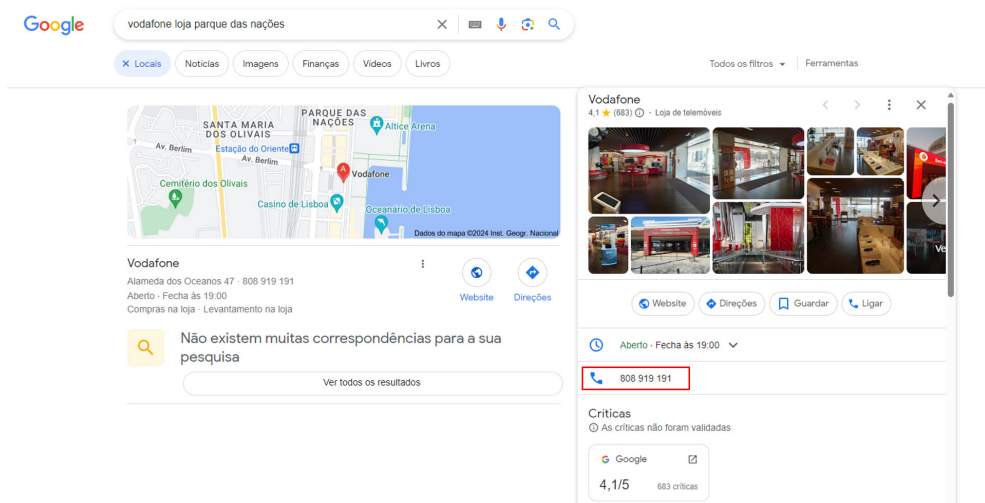 Google
vodafone loja parque das nações
Locais
Notícias
Imagens
Finanças
Vídeos
Livros
Todos os filtros
Ferramentas
SANTA MARIA
DOS OLIVAIS
PARQUE DAS
NAÇÕES
Altice Arena
Av. Berlim
Estação do Oriente
Av. Berlim
A
Vodafone
Cemitério dos Olivais
Casino de Lisboa
Oceanário de Lisboa
Dados do mapa ©2024 Inst. Geogr. Nacional
Vodafone
Alameda dos Oceanos 47 · 808 919 191
Aberto · Fecha às 19:00
Compras na loja · Levantamento na loja
Website
Direções
Não existem muitas correspondências para a sua
pesquisa
Ver todos os resultados
Vodafone
4,1 ★ (683) · Loja de telemóveis
Ve
Website
Direções
Guardar
Ligar
Aberto · Fecha às 19:00
808 919 191
Críticas
As críticas não foram validadas
Google
4,1/5
683 críticas